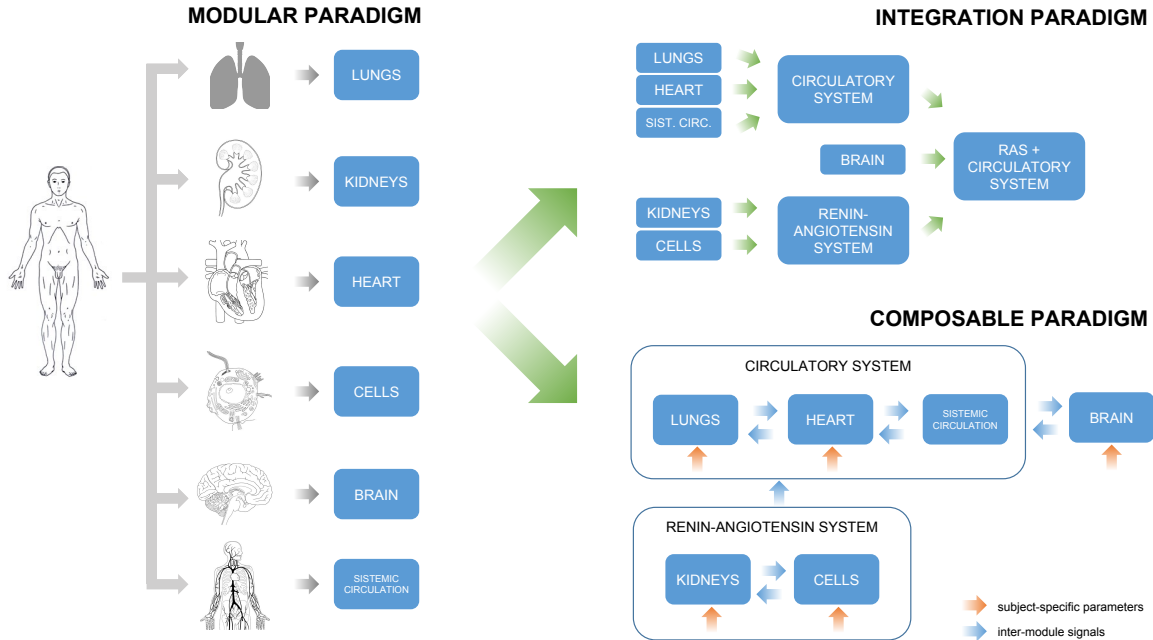 MODULAR PARADIGM
LUNGS
KIDNEYS
HEART
CELLS
BRAIN
SISTEMIC
CIRCULATION
INTEGRATION PARADIGM
LUNGS
HEART
SIST. CIRC.
CIRCULATORY
SYSTEM
BRAIN
RAS +
CIRCULATORY
SYSTEM
KIDNEYS
CELLS
RENIN-
ANGIOTENSIN
SYSTEM
COMPOSABLE PARADIGM
CIRCULATORY SYSTEM
LUNGS
HEART
SISTEMIC
CIRCULATION
BRAIN
RENIN-ANGIOTENSIN SYSTEM
KIDNEYS
CELLS
subject-specific parameters
inter-module signals